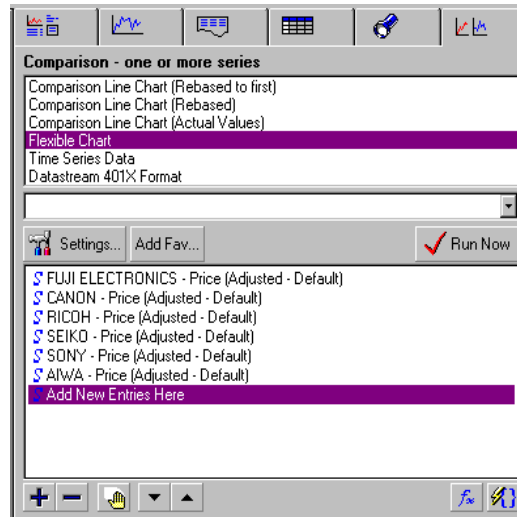 Comparison - one or more series
Comparison Line Chart (Rebased to first)
Comparison Line Chart (Rebased)
Comparison Line Chart (Actual Values)
Flexible Chart
Time Series Data
Datastream 401X Format
Settings... Add Fav... Run Now
S FUJI ELECTRONICS - Price (Adjusted - Default)
S CANON - Price (Adjusted - Default)
S RICOH - Price (Adjusted - Default)
S SEIKO - Price (Adjusted - Default)
S SONY - Price (Adjusted - Default)
S AIWA - Price (Adjusted - Default)
S Add New Entries Here
fx {}